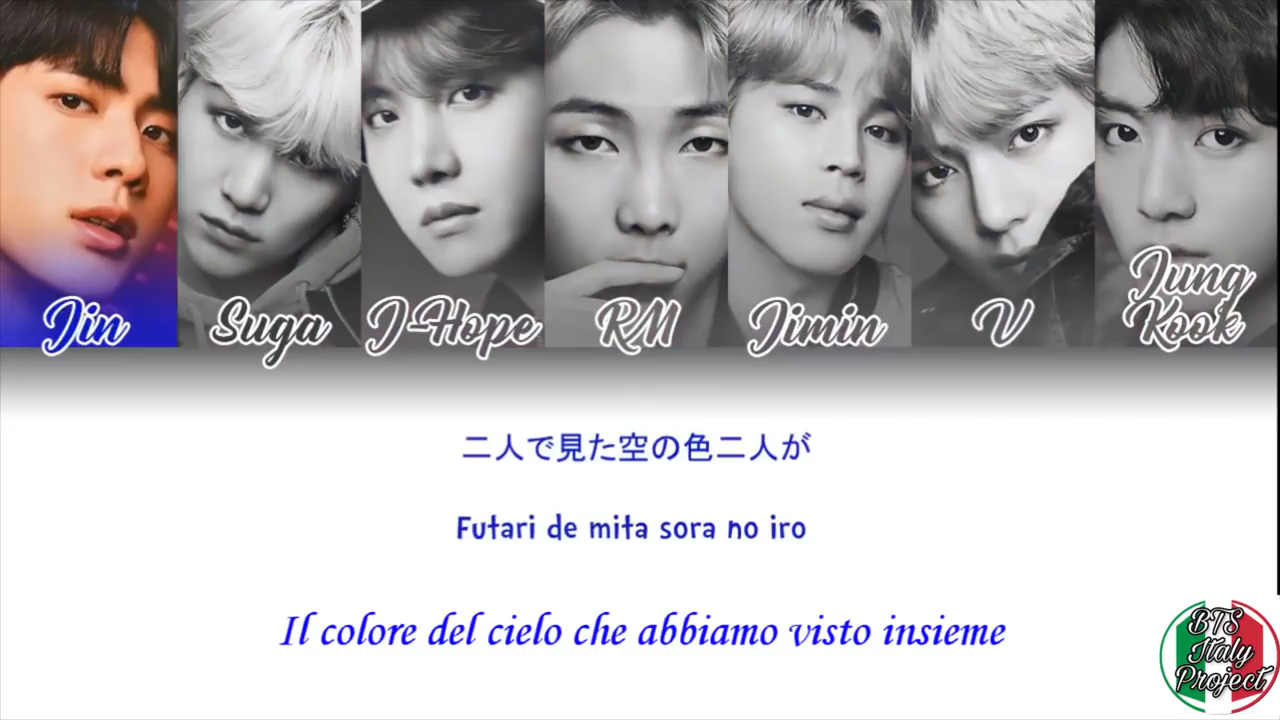 Jin
Suga
J-Hope
RM
Jimin
V
Jung
Kook
二人で見た空の色二人が
Futari de mita sora no iro
Il colore del cielo che abbiamo visto insieme
BTS
Italy
Project